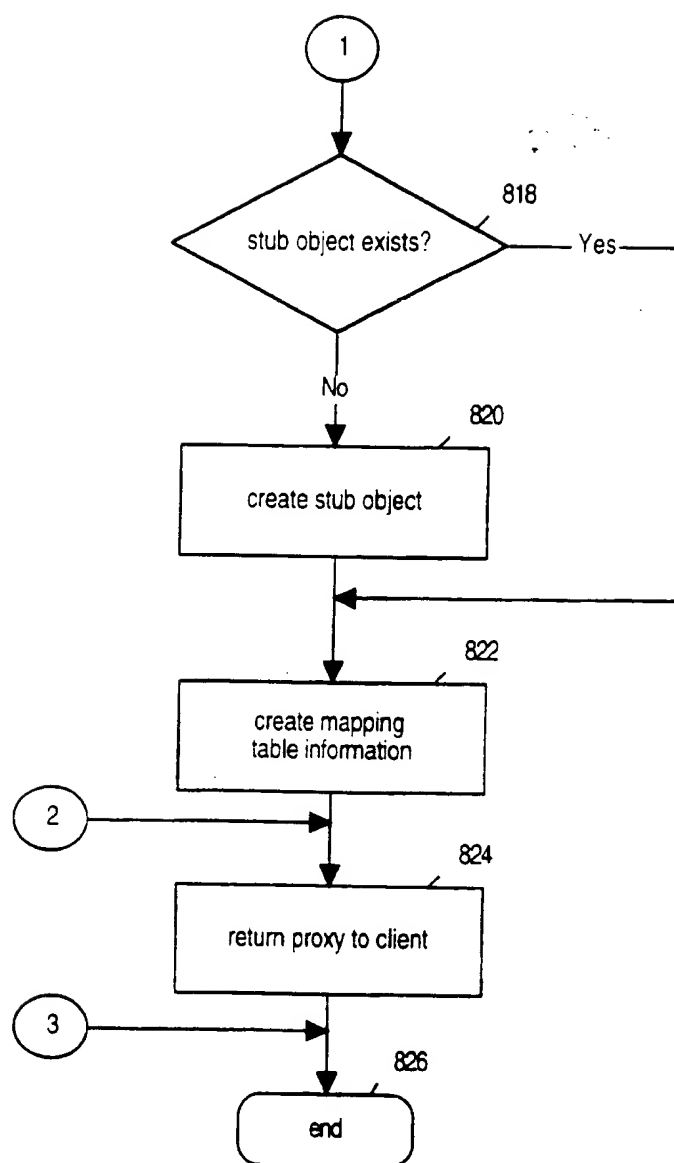 1
818
stub object exists?
Yes
No
820
create stub object
822
create mapping
table information
2
824
return proxy to client
3
826
end